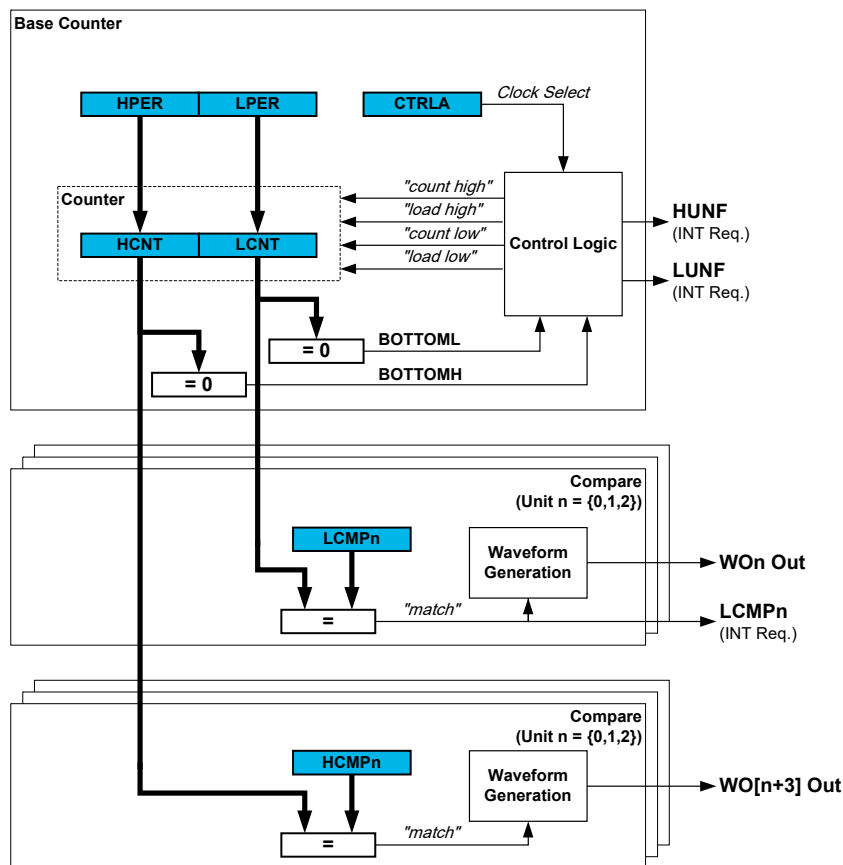 Base Counter
HPER LPER CTRLA
Clock Select
Counter
"count high"
"load high"
"count low"
"load low"
Control Logic
HUNF
(INT Req.)
LUNF
(INT Req.)
HCNT LCNT
= 0
BOTTOML
= 0
BOTTOMH
Compare
(Unit n = {0,1,2})
LCMPn
Waveform
Generation
WOn Out
=
"match"
LCMPn
(INT Req.)
Compare
(Unit n = {0,1,2})
HCMPn
Waveform
Generation
WO[n+3] Out
=
"match"